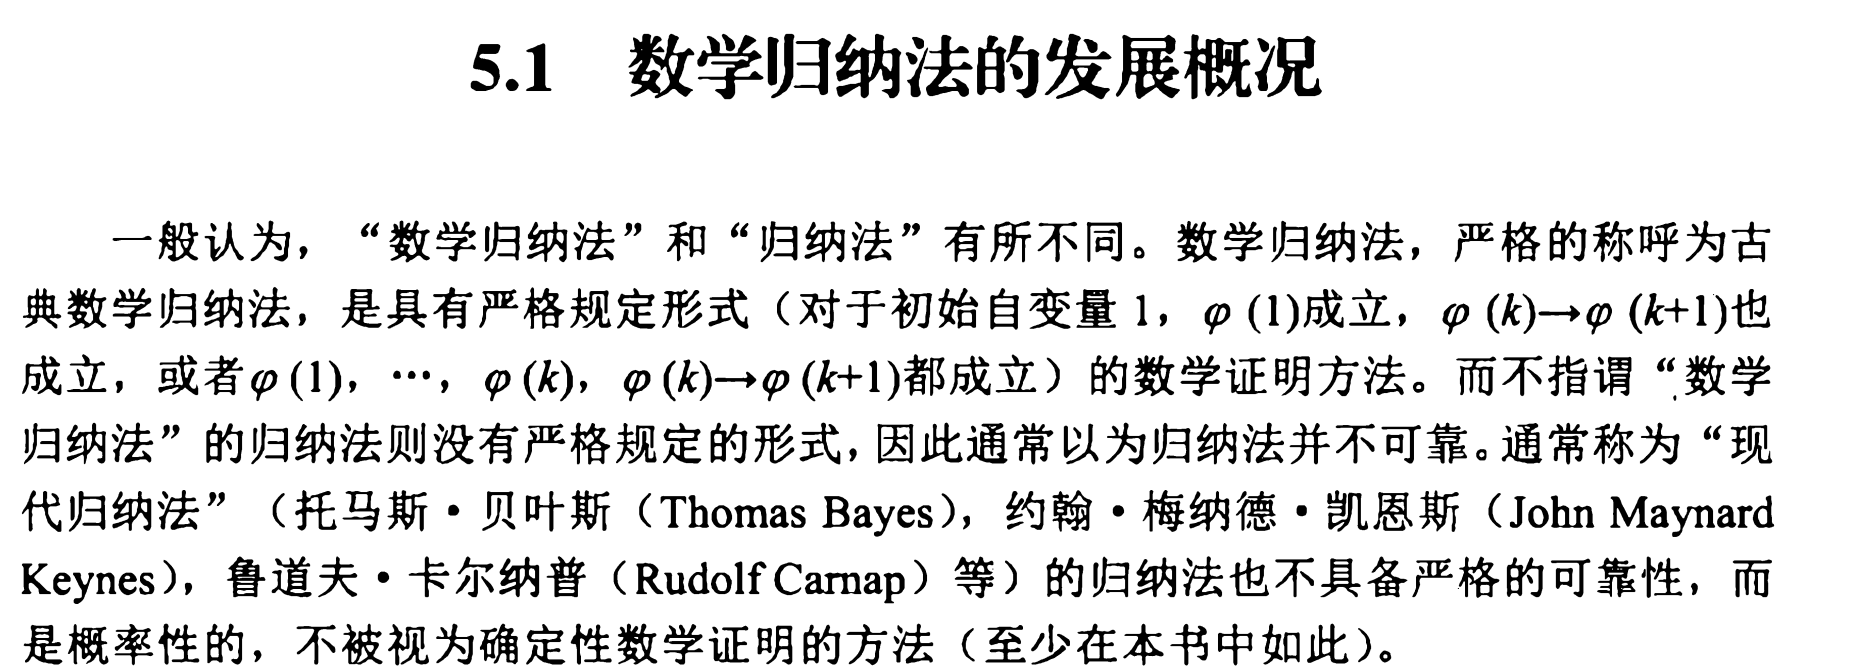 5.1 数学归纳法的发展概况
一般认为，“数学归纳法”和“归纳法”有所不同。数学归纳法，严格的称呼为古
典数学归纳法，是具有严格规定形式（对于初始自变量 1，φ (1)成立，φ (k)→φ (k+1)也
成立，或者φ (1)，…，φ (k)，φ (k)→φ (k+1)都成立）的数学证明方法。而不指谓“数学
归纳法”的归纳法则没有严格规定的形式，因此通常以为归纳法并不可靠。通常称为“现
代归纳法”（托马斯·贝叶斯（Thomas Bayes），约翰·梅纳德·凯恩斯（John Maynard
Keynes），鲁道夫·卡尔纳普（Rudolf Carnap）等）的归纳法也不具备严格的可靠性，而
是概率性的，不被视为确定性数学证明的方法（至少在本书中如此）。